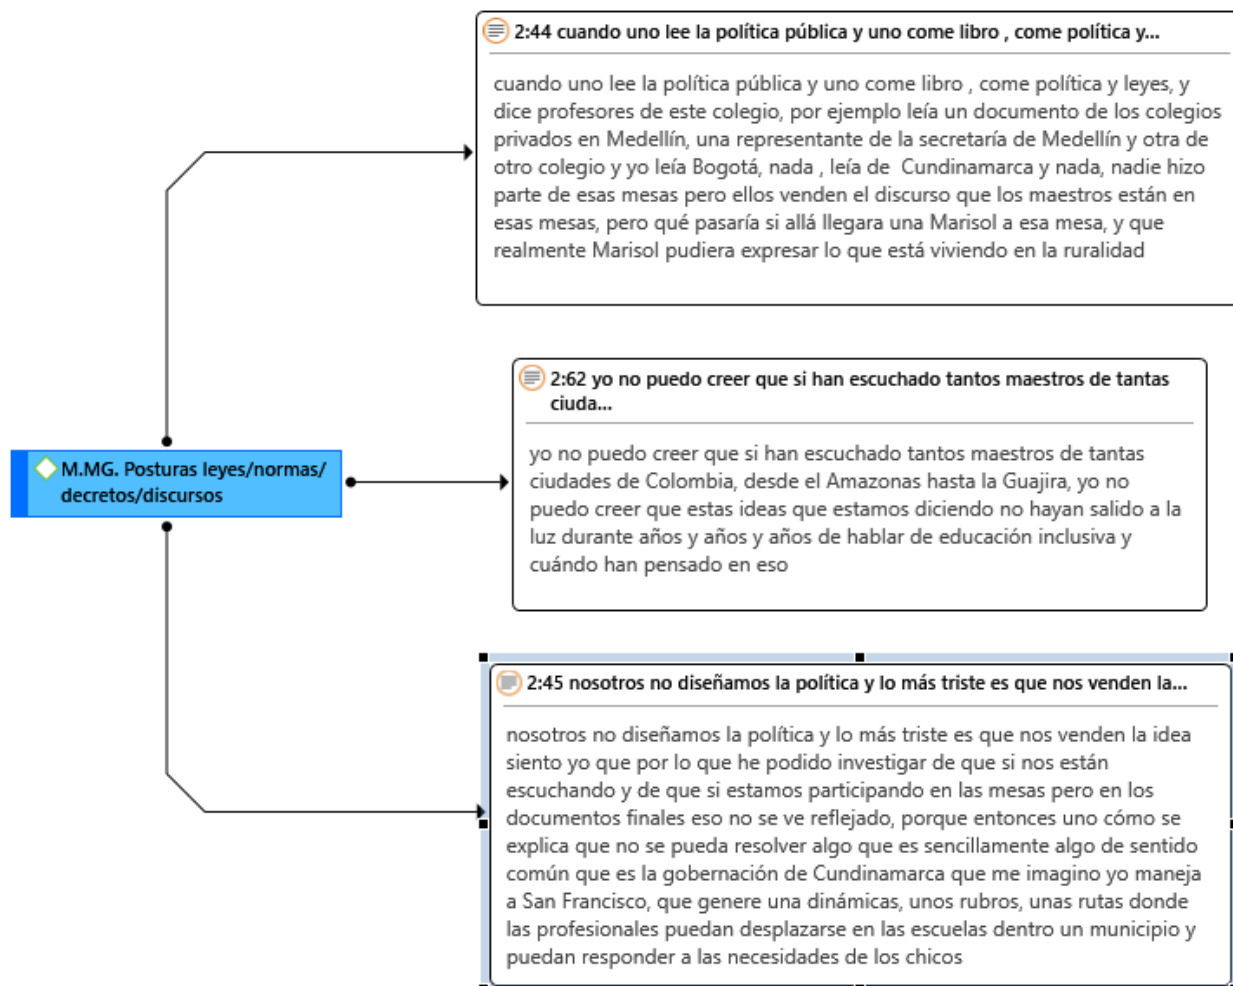 2:44 cuando uno lee la política pública y uno come libro , come política y...
cuando uno lee la política pública y uno come libro , come política y leyes, y
dice profesores de este colegio, por ejemplo leía un documento de los colegios
privados en Medellín, una representante de la secretaría de Medellín y otra de
otro colegio y yo leía Bogotá, nada , leía de  Cundinamarca y nada, nadie hizo
parte de esas mesas pero ellos venden el discurso que los maestros están en
esas mesas, pero qué pasaría si allá llegara una Marisol a esa mesa, y que
realmente Marisol pudiera expresar lo que está viviendo en la ruralidad
2:62 yo no puedo creer que si han escuchado tantos maestros de tantas
ciuda...
yo no puedo creer que si han escuchado tantos maestros de tantas
ciudades de Colombia, desde el Amazonas hasta la Guajira, yo no
puedo creer que estas ideas que estamos diciendo no hayan salido a la
luz durante años y años y años de hablar de educación inclusiva y
cuándo han pensado en eso
M.MG. Posturas leyes/normas/
decretos/discursos
2:45 nosotros no diseñamos la política y lo más triste es que nos venden la...
nosotros no diseñamos la política y lo más triste es que nos venden la idea
siento yo que por lo que he podido investigar de que si nos están
escuchando y de que si estamos participando en las mesas pero en los
documentos finales eso no se ve reflejado, porque entonces uno cómo se
explica que no se pueda resolver algo que es sencillamente algo de sentido
común que es la gobernación de Cundinamarca que me imagino yo maneja
a San Francisco, que genere una dinámicas, unos rubros, unas rutas donde
las profesionales puedan desplazarse en las escuelas dentro un municipio y
puedan responder a las necesidades de los chicos